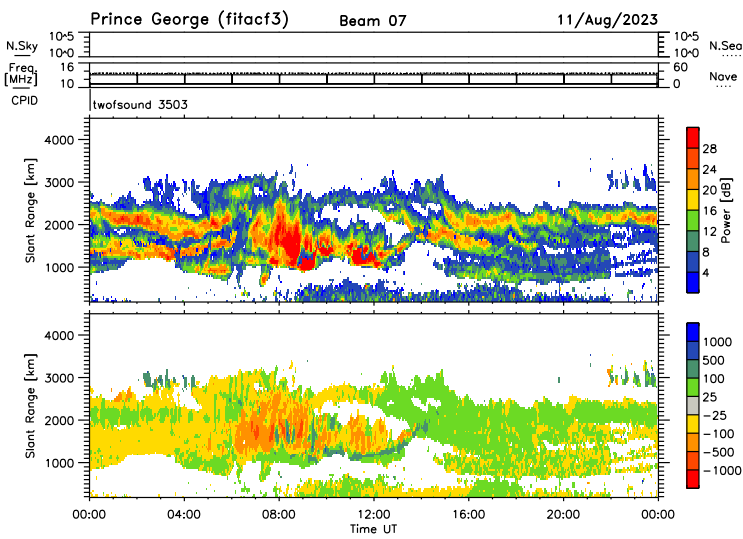 Prince George (fitacf3) Beam 07 11/Aug/2023
N.Sky 10^5 10^5 N.Sea
10^0 10^0
Freq. 16 60
[MHz] 10 0 Nave
CPID twofsound 3503
Slant Range [km]
4000
3000
2000
1000
28
24
20
16
12
8
4
Power [dB]
Slant Range [km]
4000
3000
2000
1000
1000
500
100
25
-25
-100
-500
-1000
00:00 04:00 08:00 12:00 16:00 20:00 00:00
Time UT